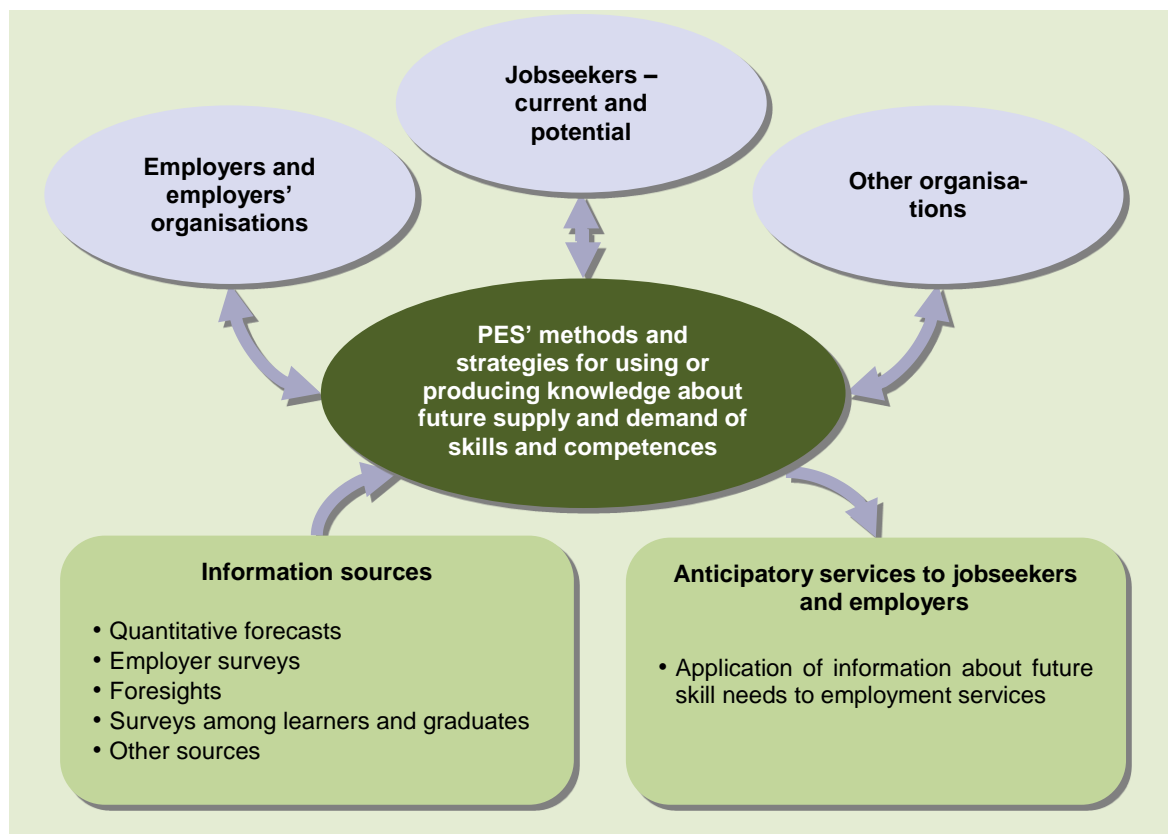 Jobseekers –
current and
potential
Employers and
employers’
organisations
Other organisa-
tions
PES’ methods and
strategies for using or
producing knowledge about
future supply and demand of
skills and competences
Information sources
• Quantitative forecasts
• Employer surveys
• Foresights
• Surveys among learners and graduates
• Other sources
Anticipatory services to jobseekers
and employers
• Application of information about future
skill needs to employment services